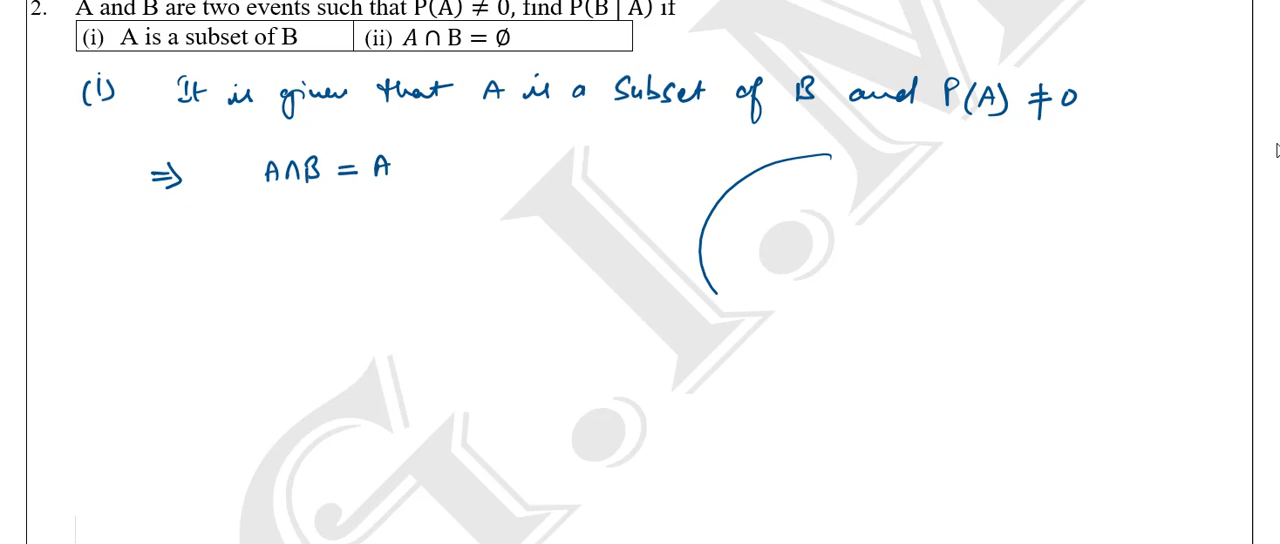 2. A and B are two events such that P(A) ≠ 0, find P(B | A) if
(i) A is a subset of B (ii) A ∩ B = Ø
(i) It is given that A is a subset of B and P(A) ≠ 0
⇒ A∩B = A
G.I.M